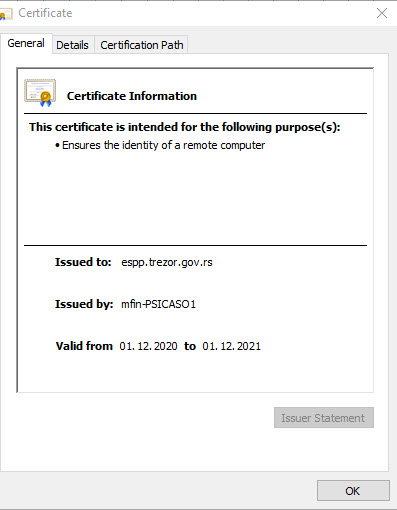 Certificate
General Details Certification Path
Certificate Information
This certificate is intended for the following purpose(s):
• Ensures the identity of a remote computer
Issued to: espp.trezor.gov.rs
Issued by: mfin-PSICASO1
Valid from 01. 12. 2020 to 01. 12. 2021
Issuer Statement
OK